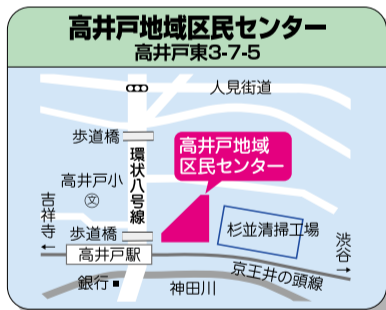 高井戸地域区民センター
高井戸東3-7-5
人見街道
歩道橋
高井戸地域
区民センター
環状八号線
高井戸小
文
吉祥寺
←
歩道橋
杉並清掃工場
渋谷
→
高井戸駅
京王井の頭線
銀行■
神田川